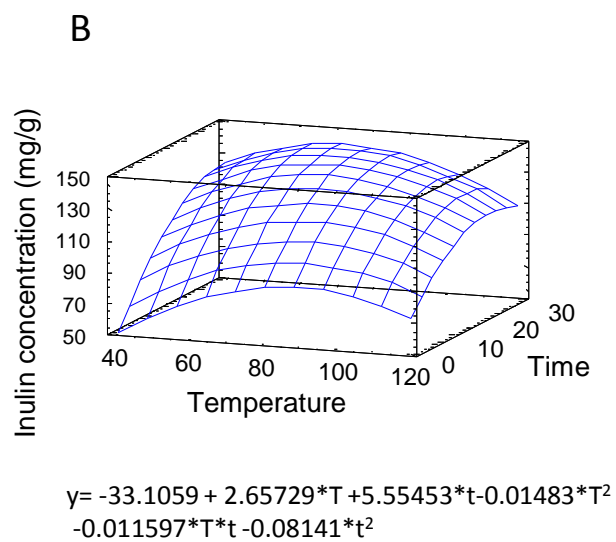 B
Inulin concentration (mg/g)
150
130
110
90
70
50
40
60
80
100
120
0
10
20
30
Temperature
Time
y= -33.1059 + 2.65729*T +5.55453*t-0.01483*T²
-0.011597*T*t -0.08141*t²